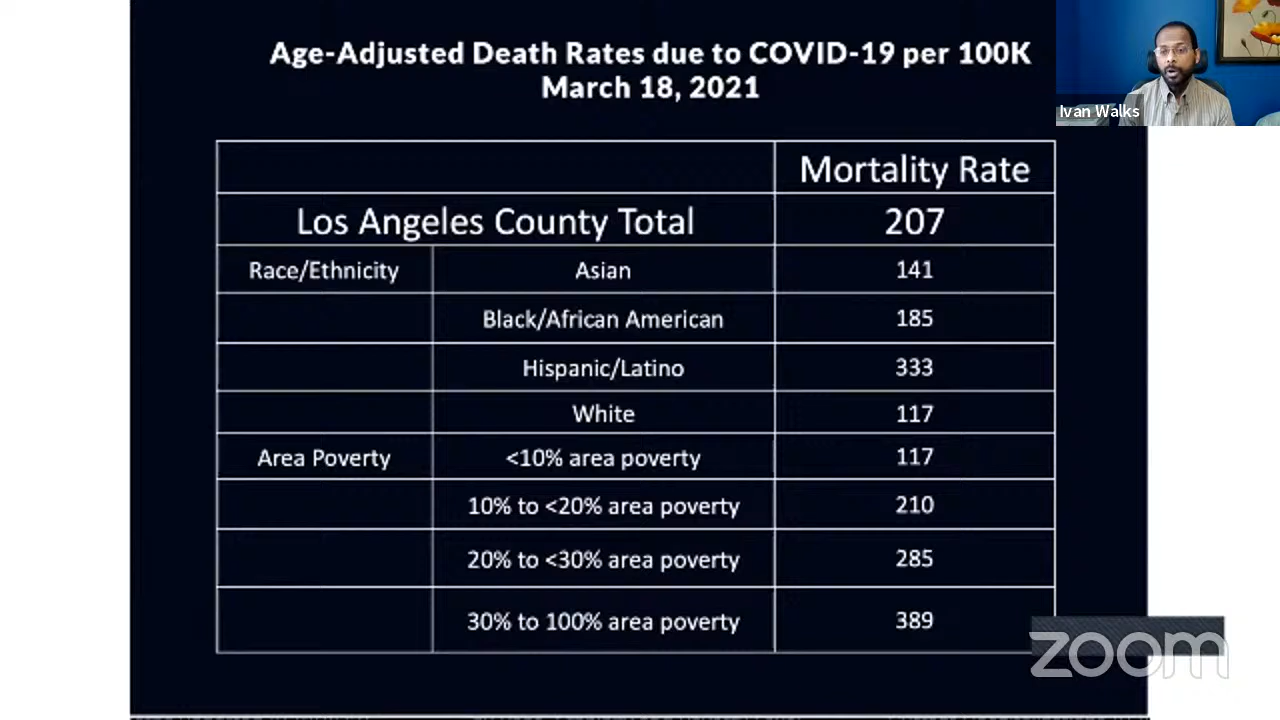 Age-Adjusted Death Rates due to COVID-19 per 100K
March 18, 2021
Ivan Walks
Mortality Rate
Los Angeles County Total 207
Race/Ethnicity Asian 141
Black/African American 185
Hispanic/Latino 333
White 117
Area Poverty <10% area poverty 117
10% to <20% area poverty 210
20% to <30% area poverty 285
30% to 100% area poverty 389
zoom